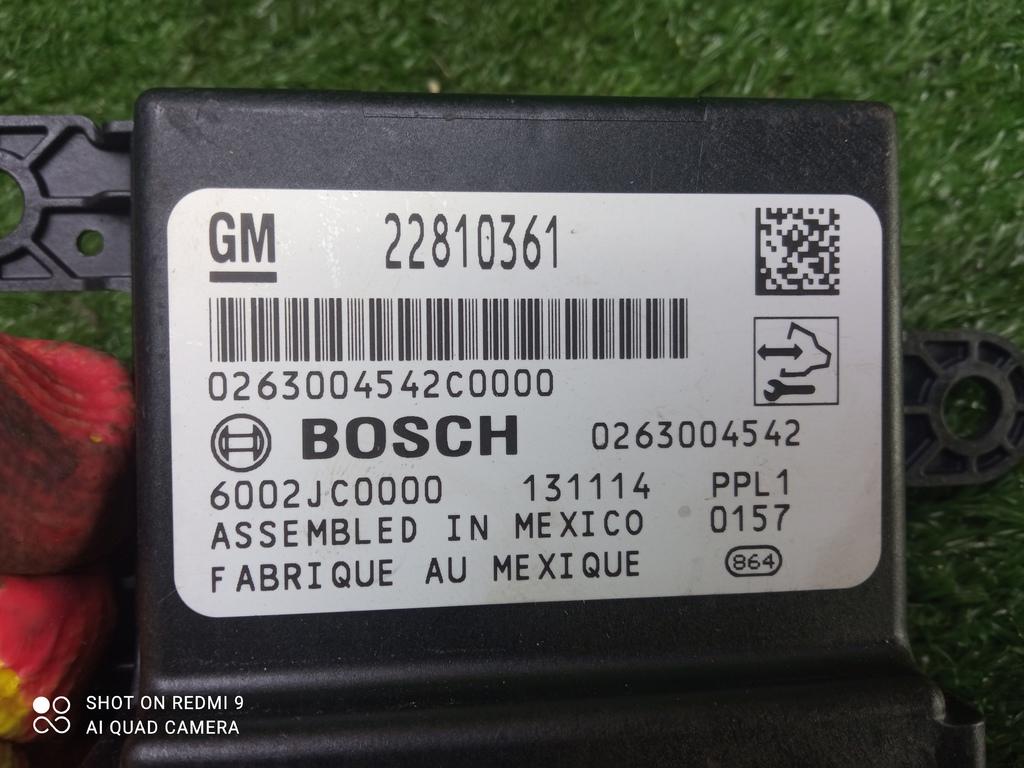 GM 22810361
0263004542C0000
BOSCH 0263004542
6002JC0000 131114 PPL1
ASSEMBLED IN MEXICO 0157
FABRIQUE AU MEXIQUE 864
SHOT ON REDMI 9
AI QUAD CAMERA